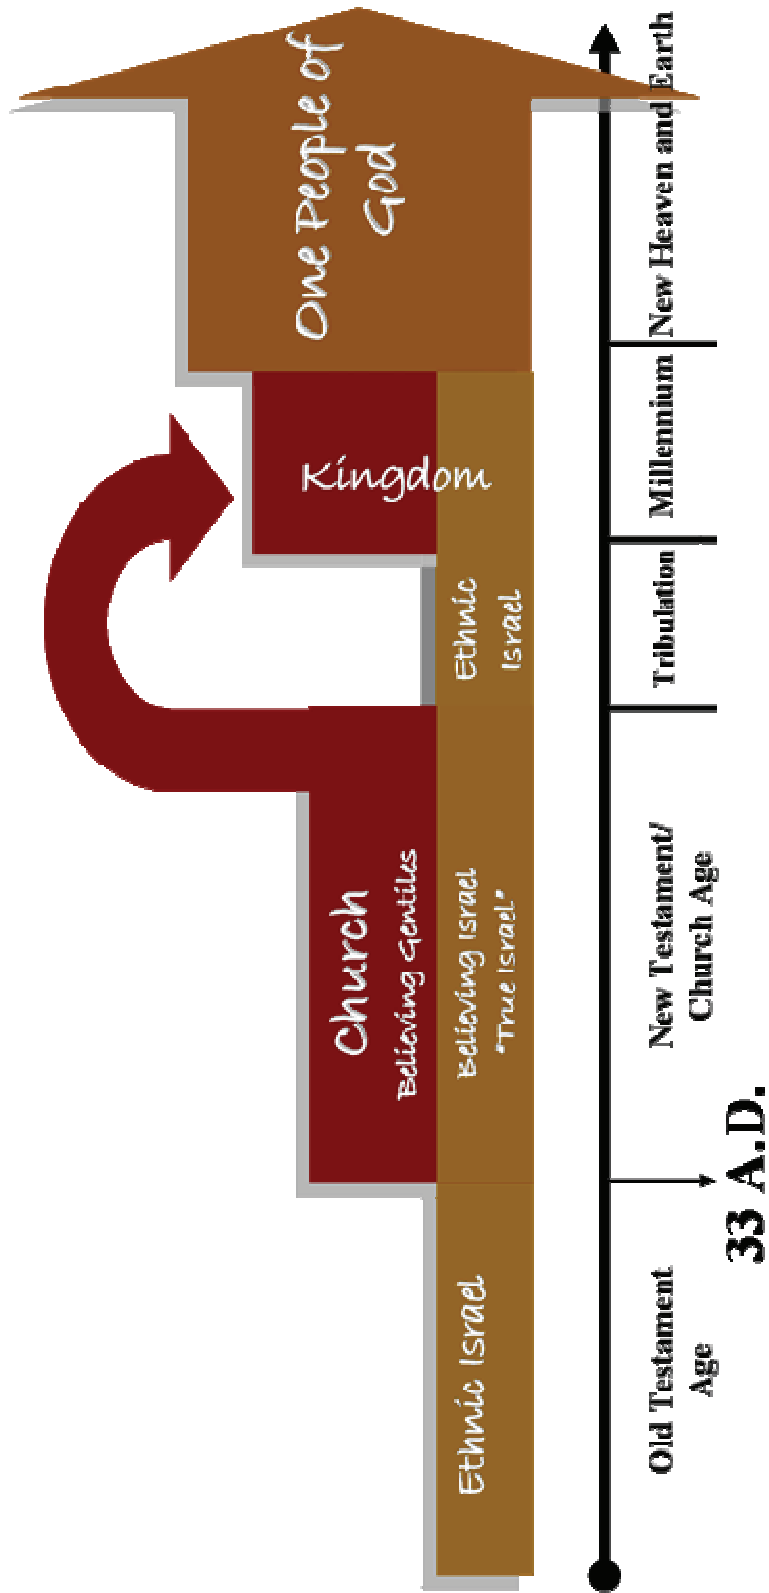 Ethnic Israel
Church
Believing Gentiles
Believing Israel
"True Israel"
Ethnic
Israel
Kingdom
One People of
God
Old Testament
Age
33 A.D.
New Testament/
Church Age
Tribulation
Millennium
New Heaven and Earth